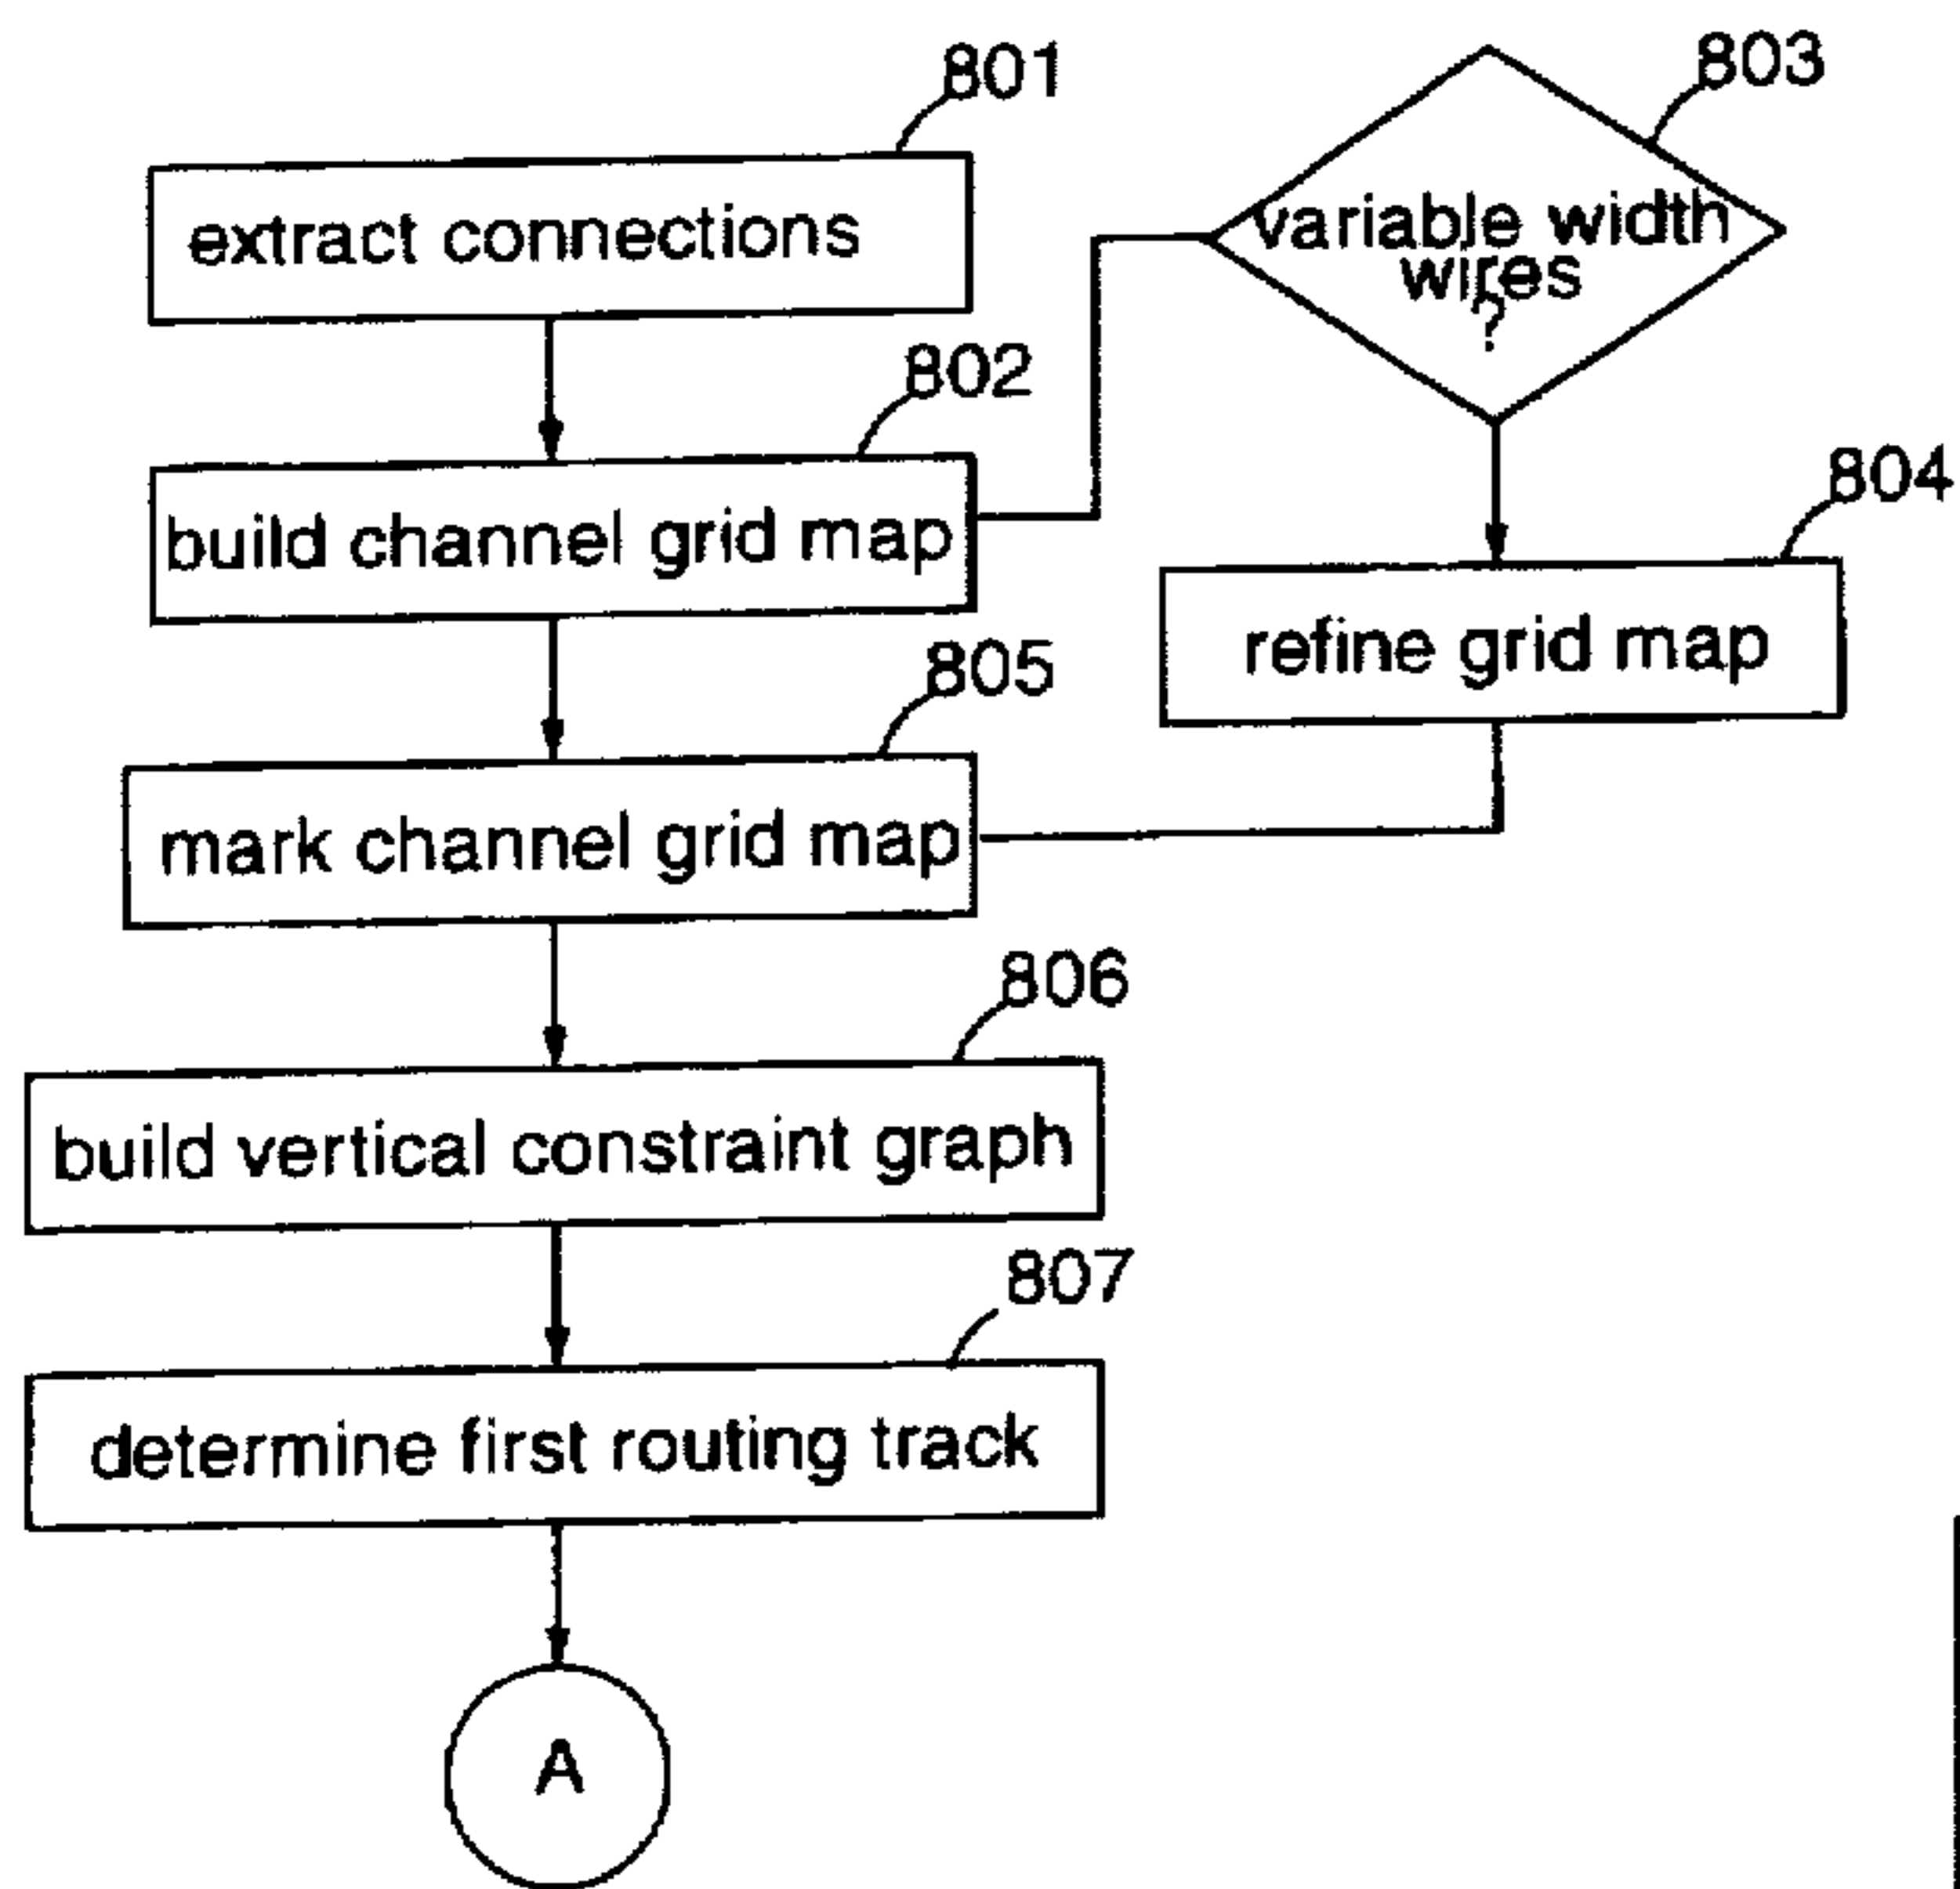 801
extract connections
802
build channel grid map
803
variable width
wires
?
804
refine grid map
805
mark channel grid map
806
build vertical constraint graph
807
determine first routing track
A